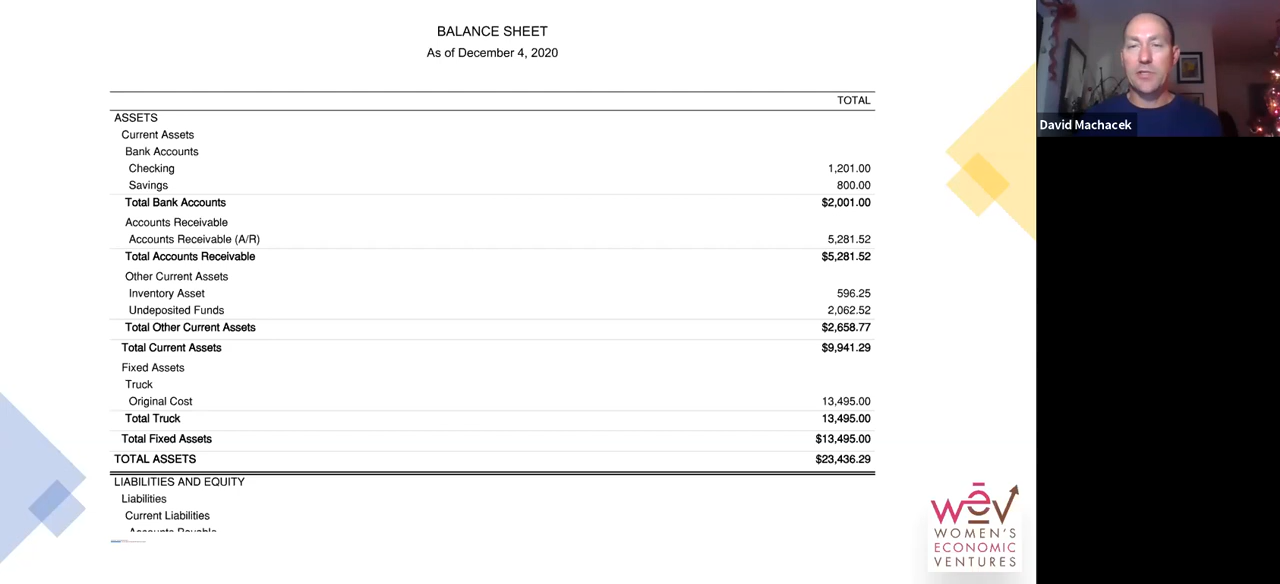 BALANCE SHEET
As of December 4, 2020
TOTAL
ASSETS
Current Assets
Bank Accounts
Checking 1,201.00
Savings 800.00
Total Bank Accounts $2,001.00
Accounts Receivable
Accounts Receivable (A/R) 5,281.52
Total Accounts Receivable $5,281.52
Other Current Assets
Inventory Asset 596.25
Undeposited Funds 2,062.52
Total Other Current Assets $2,658.77
Total Current Assets $9,941.29
Fixed Assets
Truck
Original Cost 13,495.00
Total Truck 13,495.00
Total Fixed Assets $13,495.00
TOTAL ASSETS $23,436.29
LIABILITIES AND EQUITY
Liabilities
Current Liabilities
Accounts Payable
David Machacek
wev
WOMEN'S
ECONOMIC
VENTURES